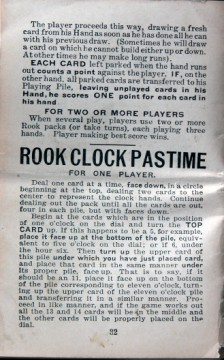 The player proceeds this way, drawing a fresh
card from his Hand as soon as he has done all he can
with his previous draw. (Sometimes he will draw
a card on which he cannot build either up or down.
At other times he may make long runs).
EACH CARD left parked when the hand runs
out counts a point against the player. IF, on the
other hand, all parked cards are transferred to his
Playing Pile, leaving unplayed cards in his
Hand, he scores ONE point for each card in
his hand
FOR TWO OR MORE PLAYERS
When several play, players use two or more
Rook packs (or take turns), each playing three
hands. Player making best score wins.
ROOK CLOCK PASTIME
FOR ONE PLAYER.
Deal one card at a time, face down, in a circle
beginning at the top, dealing two cards to the
center to represent the clock hands. Continue
dealing out the pack until all the cards are out,
four in each pile, but with faces down.
Begin at the cards which are in the position
of one o'clock on the dial and turn the TOP
CARD up. If this happens to be a 5, for example,
place it face up at the bottom of the pile, equiv-
alent to five o'clock on the dial; or if 6, under
the hour six. Then turn up the upper card of
this pile under which you have just placed card,
and place that card in the same manner under
its proper pile, face up. That is to say, if it
should be an 11, place it face up on the bottom
of the pile corresponding to eleven o'clock, turn-
ing up the upper card of the eleven o'clock pile
and transferring it in a similar manner. Pro-
ceed in like manner, and if the game works out
all the 13 and 14 cards will be in the middle and
the other cards will be properly placed on the
dial.
32